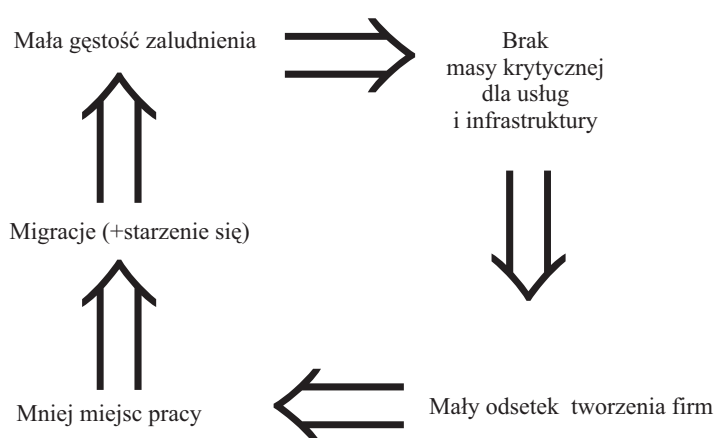 Mała gęstość zaludnienia
Brak
masy krytycznej
dla usług
i infrastruktury
Migracje (+starzenie się)
Mniej miejsc pracy
Mały odsetek tworzenia firm